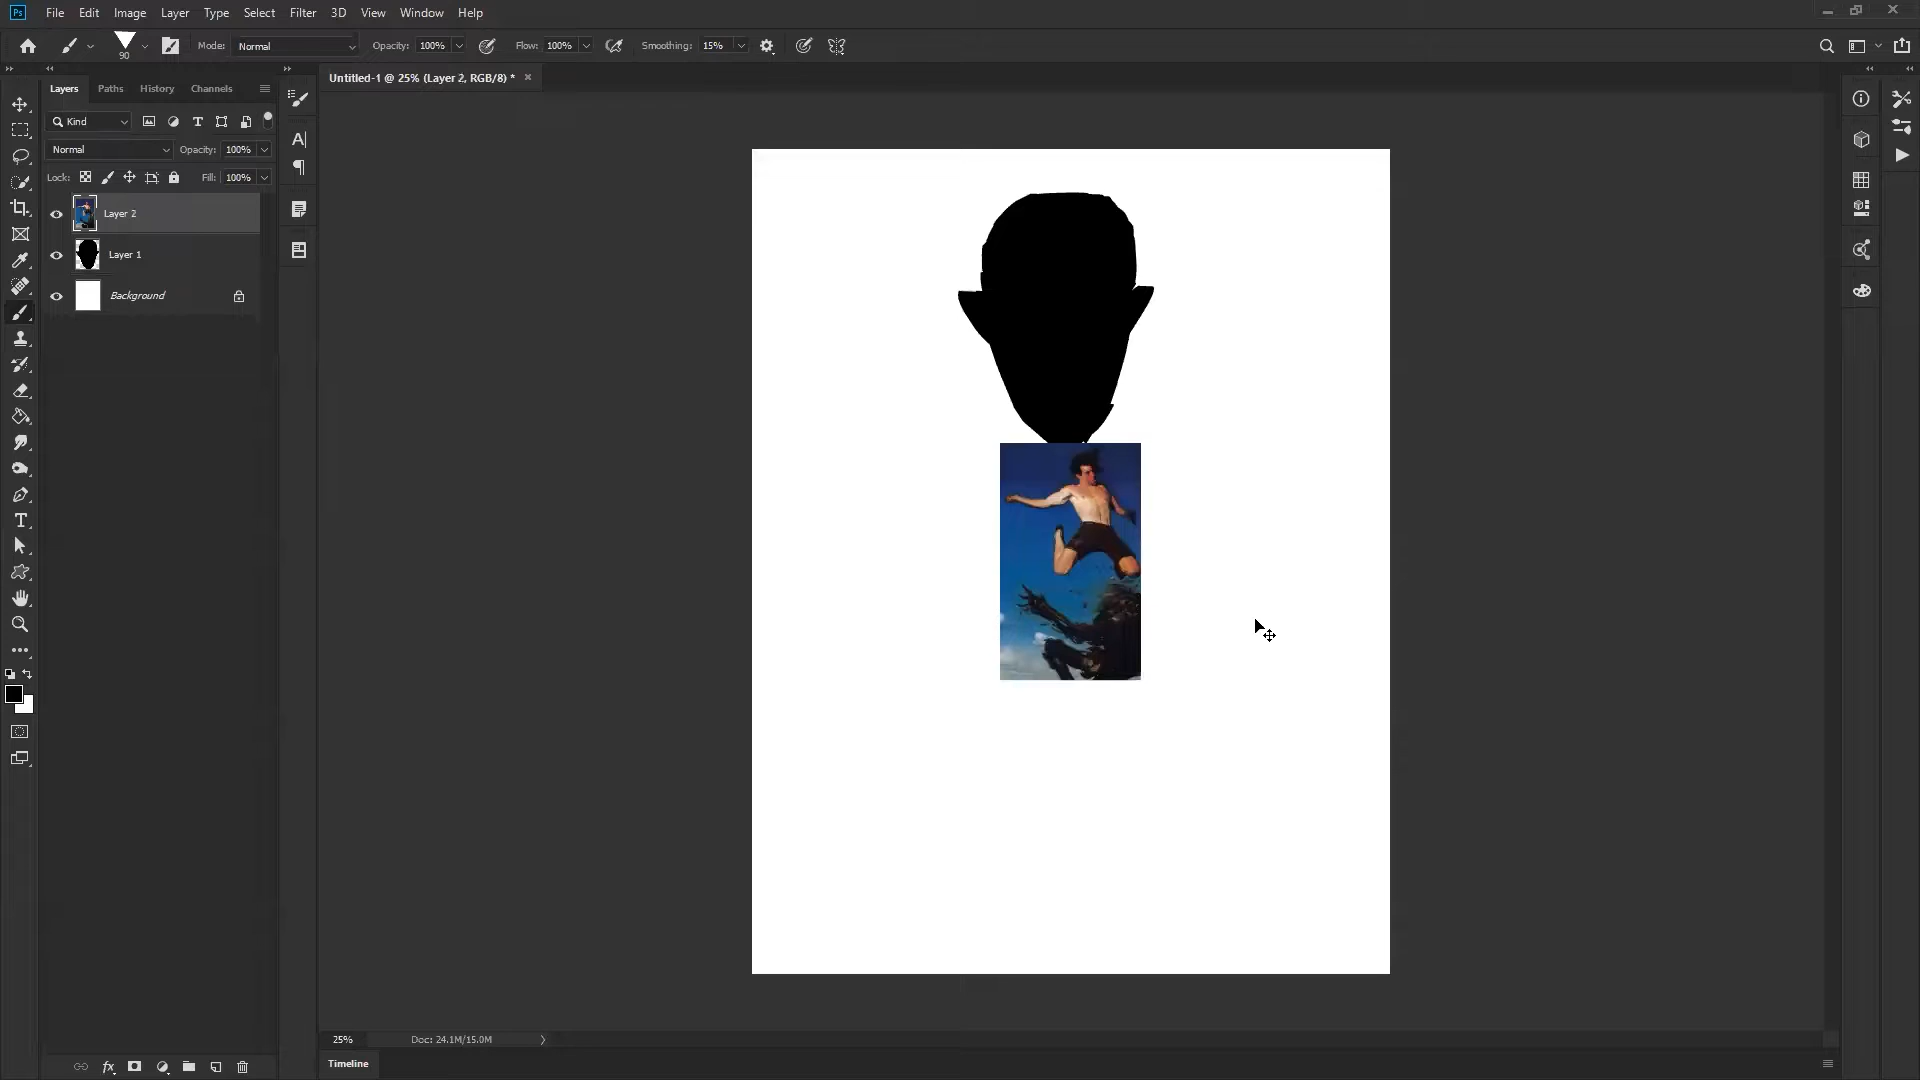 Ps File Edit Image Layer Type Select Filter 3D View Window Help
90 Mode: Normal Opacity: 100% Flow: 100% Smoothing: 15%
Untitled-1 @ 25% (Layer 2, RGB/8) *
Layers Paths History Channels
Kind
Normal Opacity: 100%
Lock: Fill: 100%
Layer 2
Layer 1
Background
25% Doc: 24.1M/15.0M
Timeline